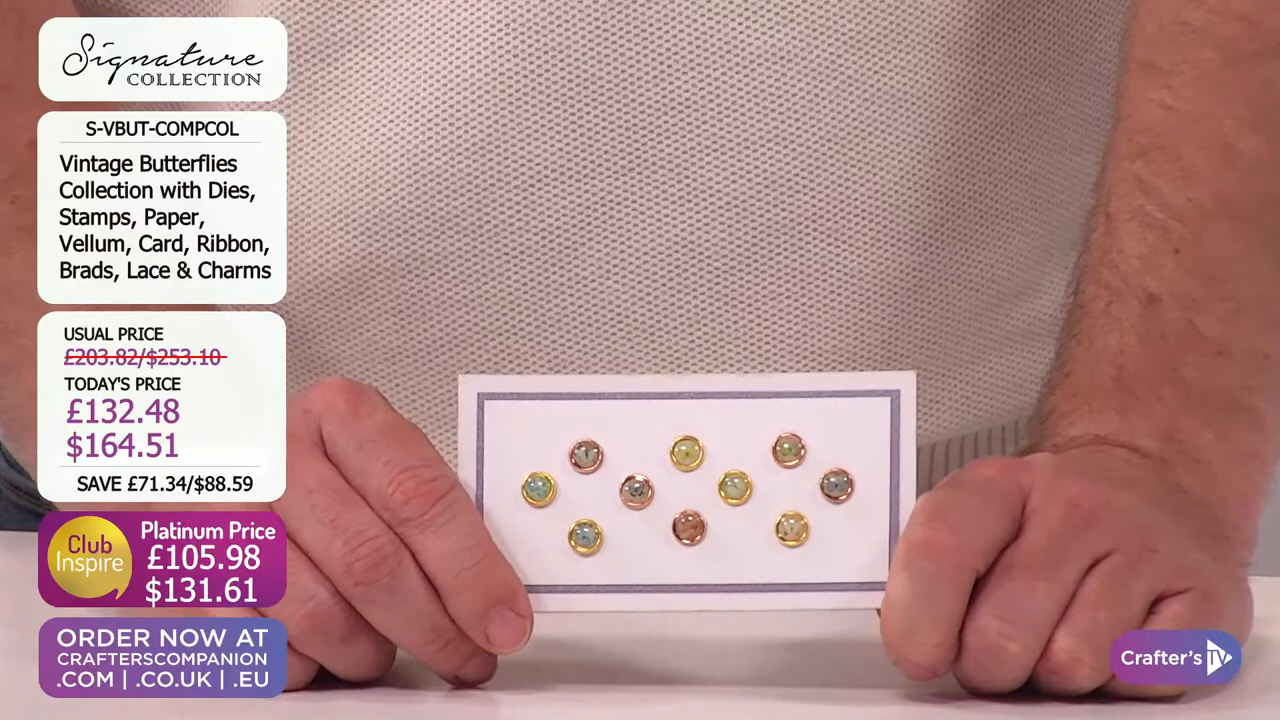 Signature
COLLECTION
S-VBUT-COMPCOL
Vintage Butterflies
Collection with Dies,
Stamps, Paper,
Vellum, Card, Ribbon,
Brads, Lace & Charms
USUAL PRICE
£203.82/$253.10
TODAY'S PRICE
£132.48
$164.51
SAVE £71.34/$88.59
Club
Inspire
Platinum Price
£105.98
$131.61
ORDER NOW AT
CRAFTERSCOMPANION
.COM | .CO.UK | .EU
Crafter's TV